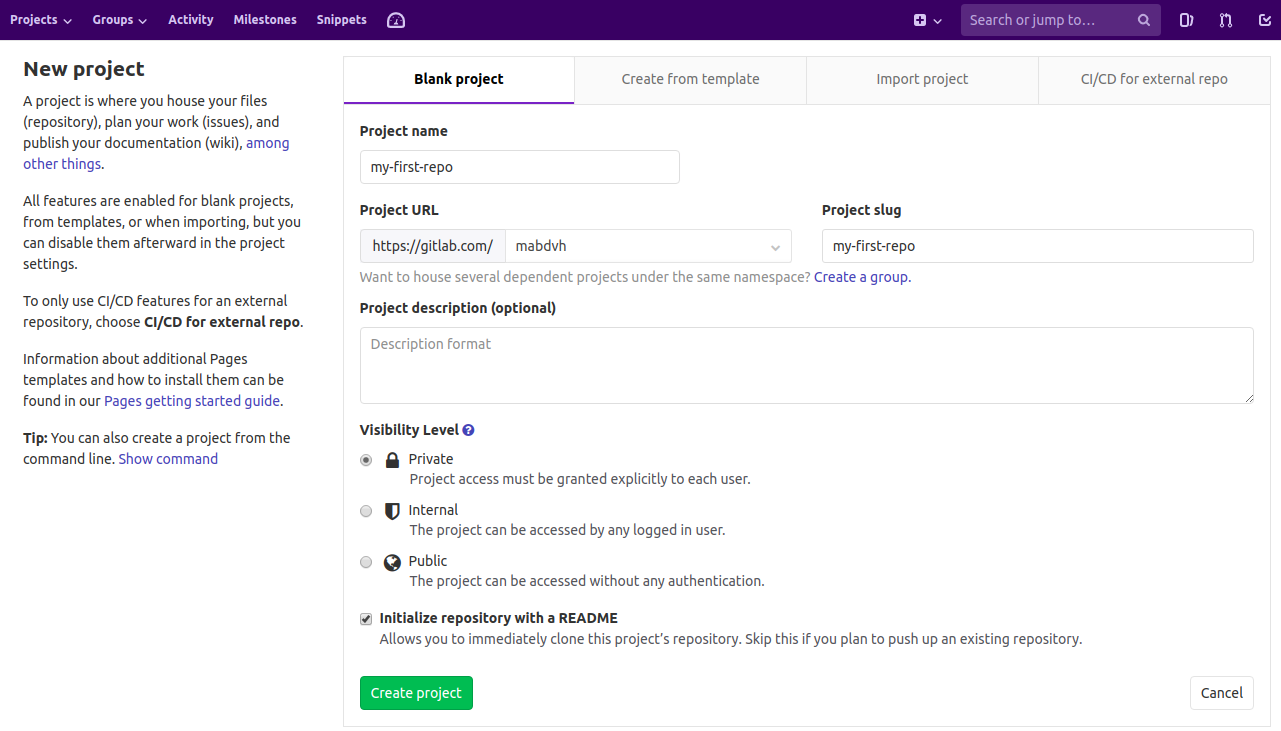 Projects Groups Activity Milestones Snippets Search or jump to…
New project
A project is where you house your files
(repository), plan your work (issues), and
publish your documentation (wiki), among
other things.
All features are enabled for blank projects,
from templates, or when importing, but you
can disable them afterward in the project
settings.
To only use CI/CD features for an external
repository, choose CI/CD for external repo.
Information about additional Pages
templates and how to install them can be
found in our Pages getting started guide.
Tip: You can also create a project from the
command line. Show command
Blank project Create from template Import project CI/CD for external repo
Project name
my-first-repo
Project URL Project slug
https://gitlab.com/ mabdvh my-first-repo
Want to house several dependent projects under the same namespace? Create a group.
Project description (optional)
Description format
Visibility Level ?
Private
Project access must be granted explicitly to each user.
Internal
The project can be accessed by any logged in user.
Public
The project can be accessed without any authentication.
Initialize repository with a README
Allows you to immediately clone this project’s repository. Skip this if you plan to push up an existing repository.
Create project Cancel